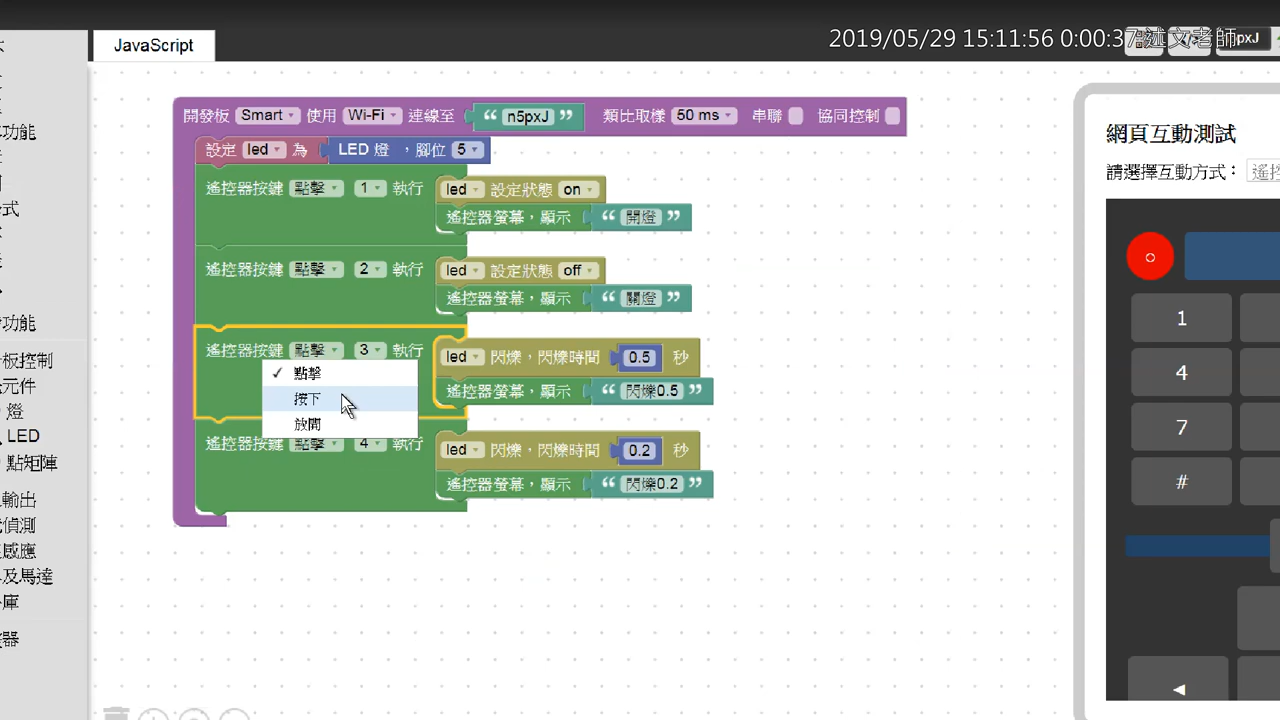 JavaScript
2019/05/29 15:11:56 0:00:37 述文老師
pxJ
開發板 Smart 使用 Wi-Fi 連線至 “ n5pxJ ” 類比取樣 50 ms 串聯 協同控制
設定 led 為 LED 燈 ，腳位 5
遙控器按鍵 點擊 1 執行 led 設定狀態 on
遙控器螢幕，顯示 “ 開燈 ”
遙控器按鍵 點擊 2 執行 led 設定狀態 off
遙控器螢幕，顯示 “ 關燈 ”
遙控器按鍵 點擊 3 執行 led 閃爍，閃爍時間 0.5 秒
遙控器螢幕，顯示 “ 閃爍0.5 ”
✓ 點擊
按下
放開
遙控器按鍵 點擊 4 執行 led 閃爍，閃爍時間 0.2 秒
遙控器螢幕，顯示 “ 閃爍0.2 ”
功能
式
功能
板控制
元件
燈
LED
點矩陣
輸出
偵測
感應
及馬達
庫
器
網頁互動測試
請選擇互動方式： 遙控
1
4
7
#
◄